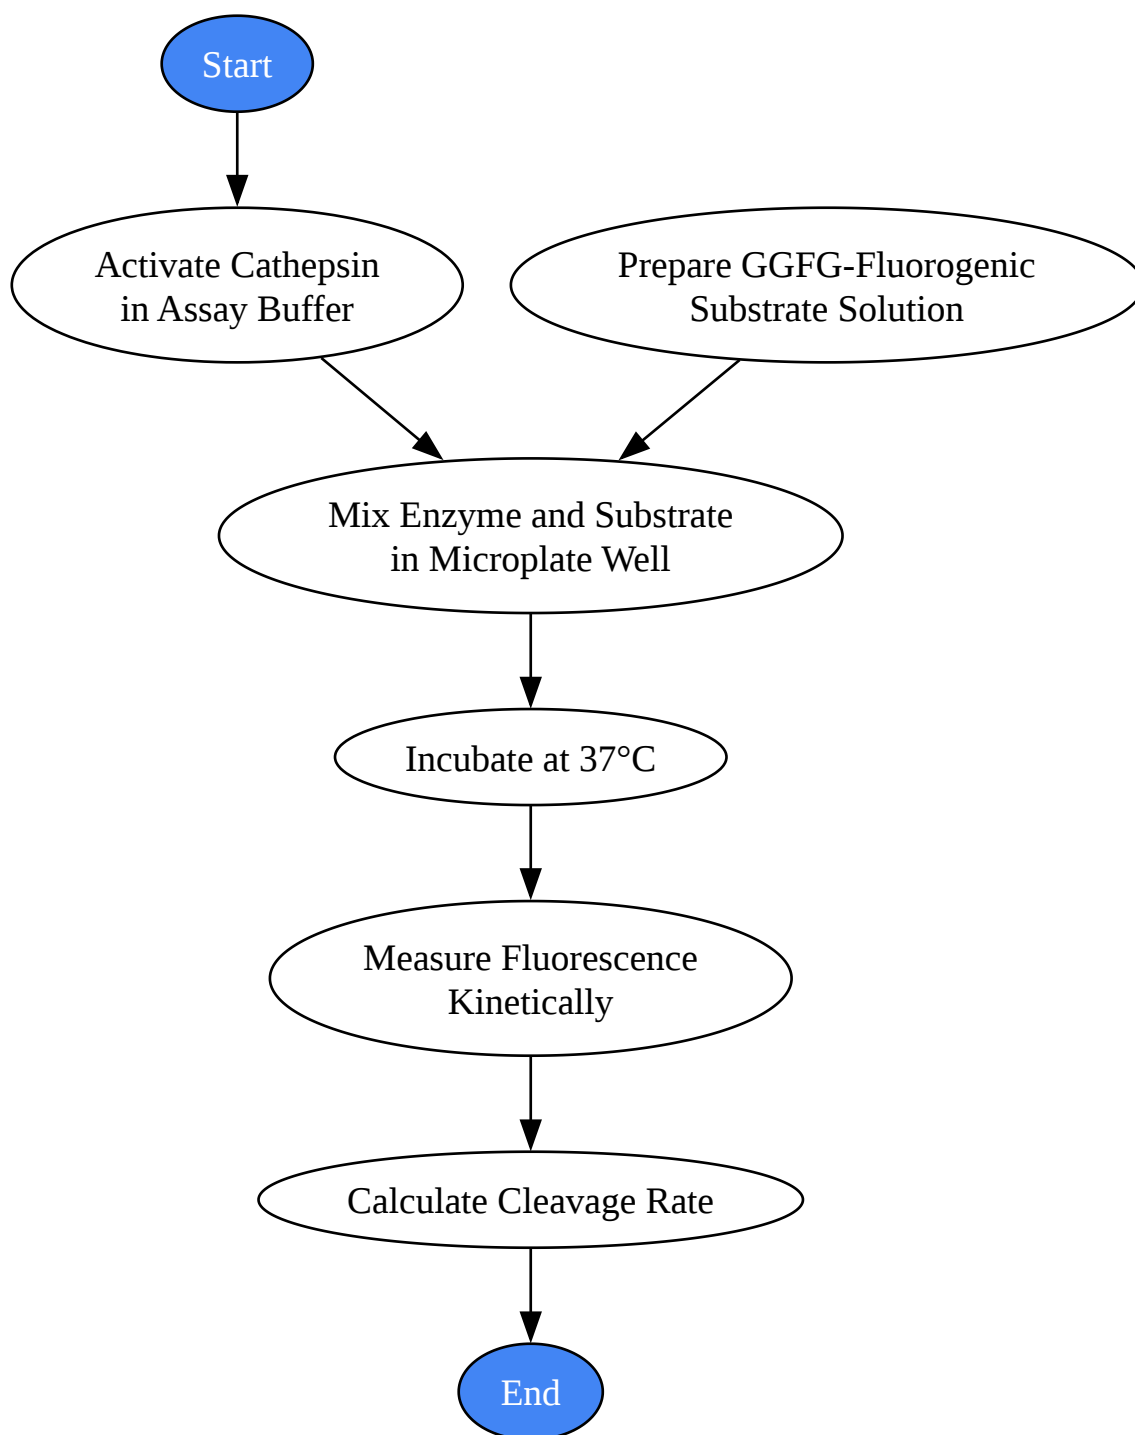 Start
Activate Cathepsin
in Assay Buffer
Prepare GGFG-Fluorogenic
Substrate Solution
Mix Enzyme and Substrate
in Microplate Well
Incubate at 37°C
Measure Fluorescence
Kinetically
Calculate Cleavage Rate
End